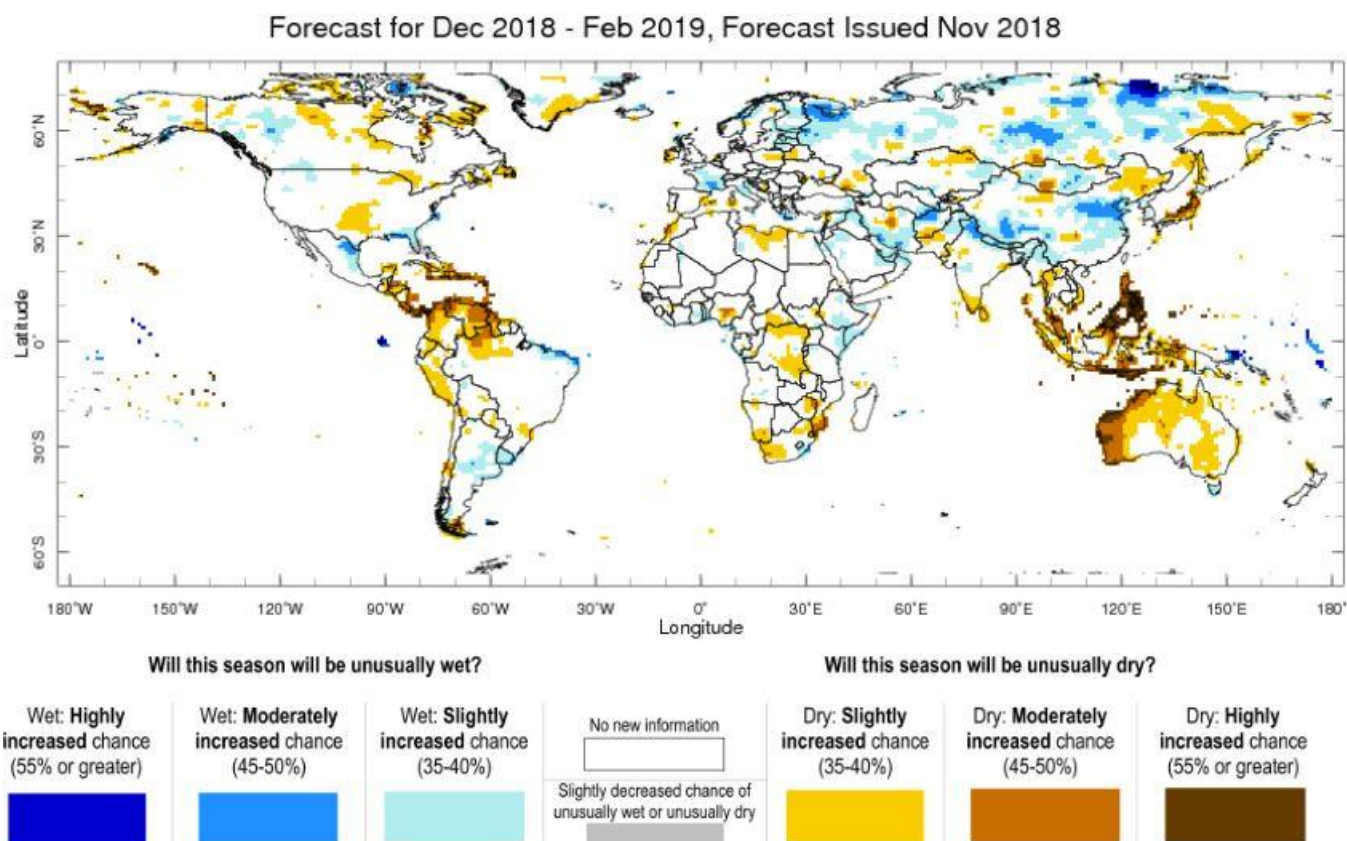 Forecast for Dec 2018 - Feb 2019, Forecast Issued Nov 2018
Latitude
60°N
30°N
0°
30°S
60°S
180°W
150°W
120°W
90°W
60°W
30°W
0°
30°E
60°E
90°E
120°E
150°E
180°
Longitude
Will this season will be unusually wet?
Will this season will be unusually dry?
Wet: Highly
increased chance
(55% or greater)
Wet: Moderately
increased chance
(45-50%)
Wet: Slightly
increased chance
(35-40%)
No new information
Slightly decreased chance of
unusually wet or unusually dry
Dry: Slightly
increased chance
(35-40%)
Dry: Moderately
increased chance
(45-50%)
Dry: Highly
increased chance
(55% or greater)